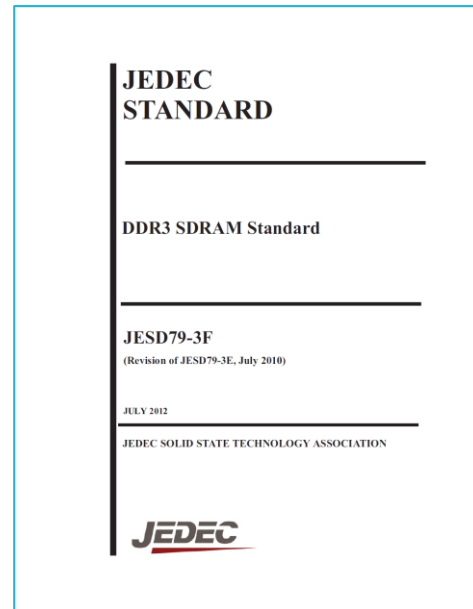 JEDEC
STANDARD
DDR3 SDRAM Standard
JESD79-3F
(Revision of JESD79-3E, July 2010)
JULY 2012
JEDEC SOLID STATE TECHNOLOGY ASSOCIATION
JEDEC